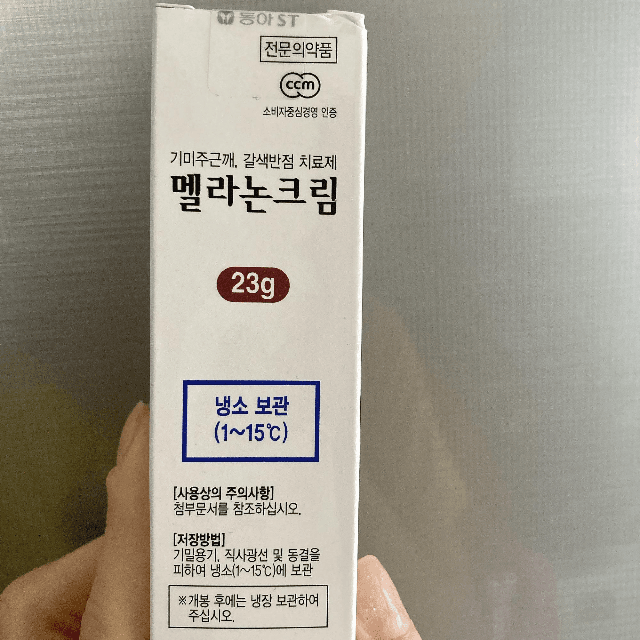 동아ST
전문의약품
ccm
소비자중심경영 인증
기미주근깨, 갈색반점 치료제
멜라논크림
23g
냉소 보관
(1~15℃)
[사용상의 주의사항]
첨부문서를 참조하십시오.
[저장방법]
기밀용기, 직사광선 및 동결을
피하여 냉소(1~15℃)에 보관
※개봉 후에는 냉장 보관하여
주십시오.